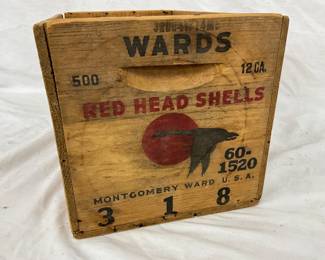 WARDS
500 12 GA.
RED HEAD SHELLS
60-
1520
MONTGOMERY WARD U.S.A.
3 1 8